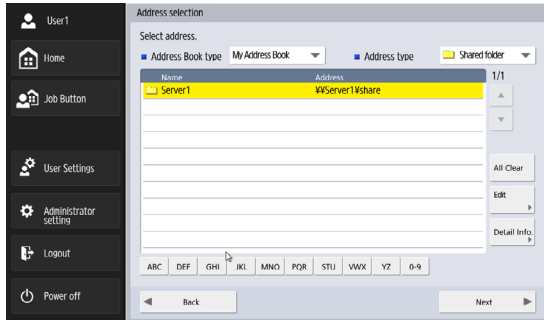 User1
Home
Job Button
User Settings
Administrator
setting
Logout
Power off
Address selection
Select address.
Address Book type My Address Book Address type Shared folder
Name Address 1/1
Server1 ¥¥Server1¥share
All Clear
Edit
Detail Info.
ABC DEF GHI JKL MNO PQR STU VWX YZ 0-9
Back Next